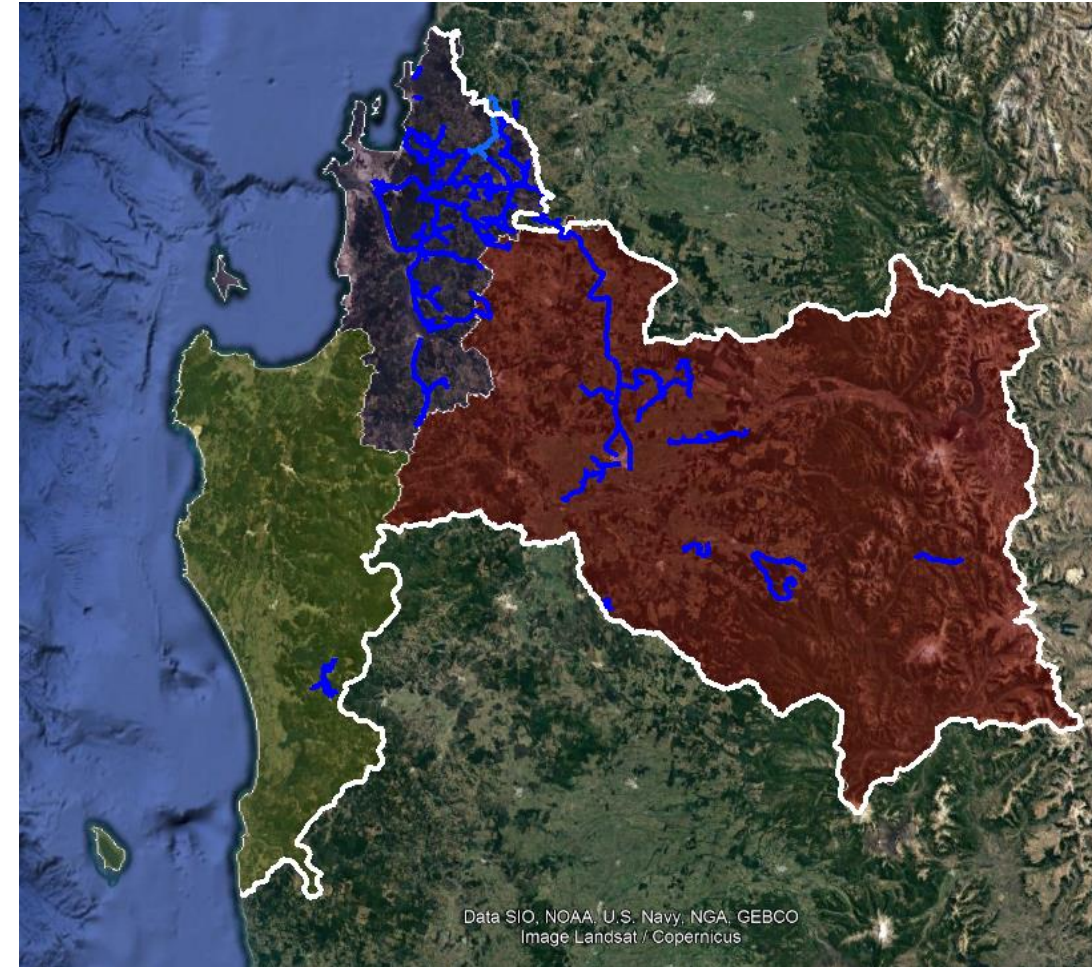 Data SIO, NOAA, U.S. Navy, NGA, GEBCO
Image Landsat / Copernicus